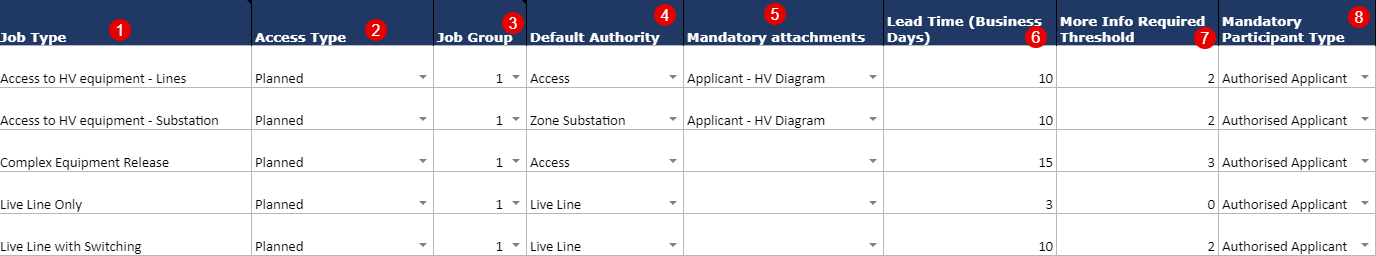 Job Type 1 Access Type 2 Job Group 3 Default Authority 4 Mandatory attachments 5 Lead Time (Business Days) 6 More Info Required Threshold 7 Mandatory Participant Type 8
Access to HV equipment - Lines Planned 1 Access Applicant - HV Diagram 10 2 Authorised Applicant
Access to HV equipment - Substation Planned 1 Zone Substation Applicant - HV Diagram 10 2 Authorised Applicant
Complex Equipment Release Planned 1 Access 15 3 Authorised Applicant
Live Line Only Planned 1 Live Line 3 0 Authorised Applicant
Live Line with Switching Planned 1 Live Line 10 2 Authorised Applicant